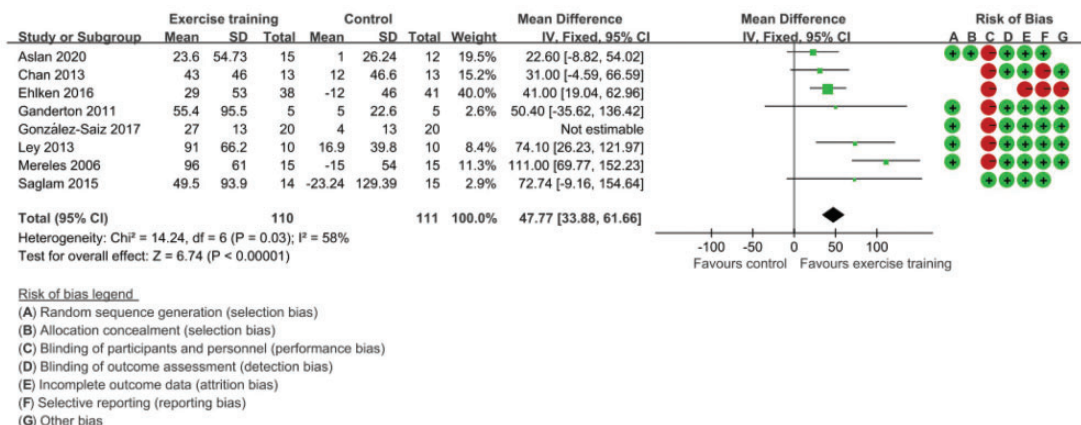 Exercise training Control Mean Difference Mean Difference Risk of Bias
Study or Subgroup Mean SD Total Mean SD Total Weight IV, Fixed, 95% CI IV, Fixed, 95% CI A B C D E F G
Aslan 2020 23.6 54.73 15 1 26.24 12 19.5% 22.60 [-8.82, 54.02]
Chan 2013 43 46 13 12 46.6 13 15.2% 31.00 [-4.59, 66.59]
Ehlken 2016 29 53 38 -12 46 41 40.0% 41.00 [19.04, 62.96]
Ganderton 2011 55.4 95.5 5 5 22.6 5 2.6% 50.40 [-35.62, 136.42]
González-Saiz 2017 27 13 20 4 13 20 Not estimable
Ley 2013 91 66.2 10 16.9 39.8 10 8.4% 74.10 [26.23, 121.97]
Mereles 2006 96 61 15 -15 54 15 11.3% 111.00 [69.77, 152.23]
Saglam 2015 49.5 93.9 14 -23.24 129.39 15 2.9% 72.74 [-9.16, 154.64]
Total (95% CI) 110 111 100.0% 47.77 [33.88, 61.66]
Heterogeneity: Chi² = 14.24, df = 6 (P = 0.03); I² = 58%
Test for overall effect: Z = 6.74 (P < 0.00001)
-100 -50 0 50 100
Favours control Favours exercise training
Risk of bias legend
(A) Random sequence generation (selection bias)
(B) Allocation concealment (selection bias)
(C) Blinding of participants and personnel (performance bias)
(D) Blinding of outcome assessment (detection bias)
(E) Incomplete outcome data (attrition bias)
(F) Selective reporting (reporting bias)
(G) Other bias